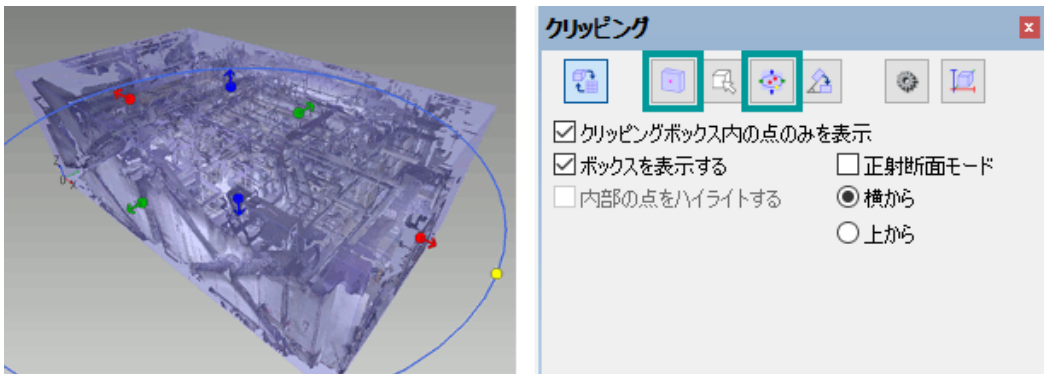 クリッピング
クリッピングボックス内の点のみを表示
ボックスを表示する
正射断面モード
内部の点をハイライトする
横から
上から